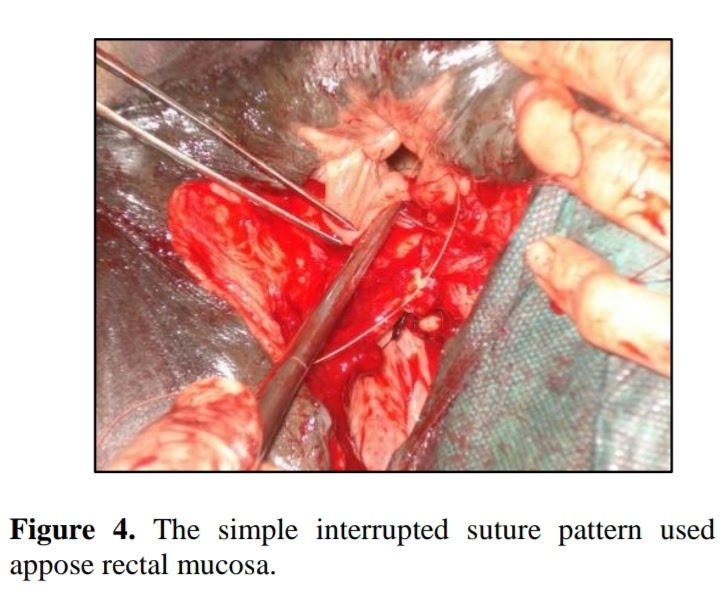 Figure 4. The simple interrupted suture pattern used
appose rectal mucosa.